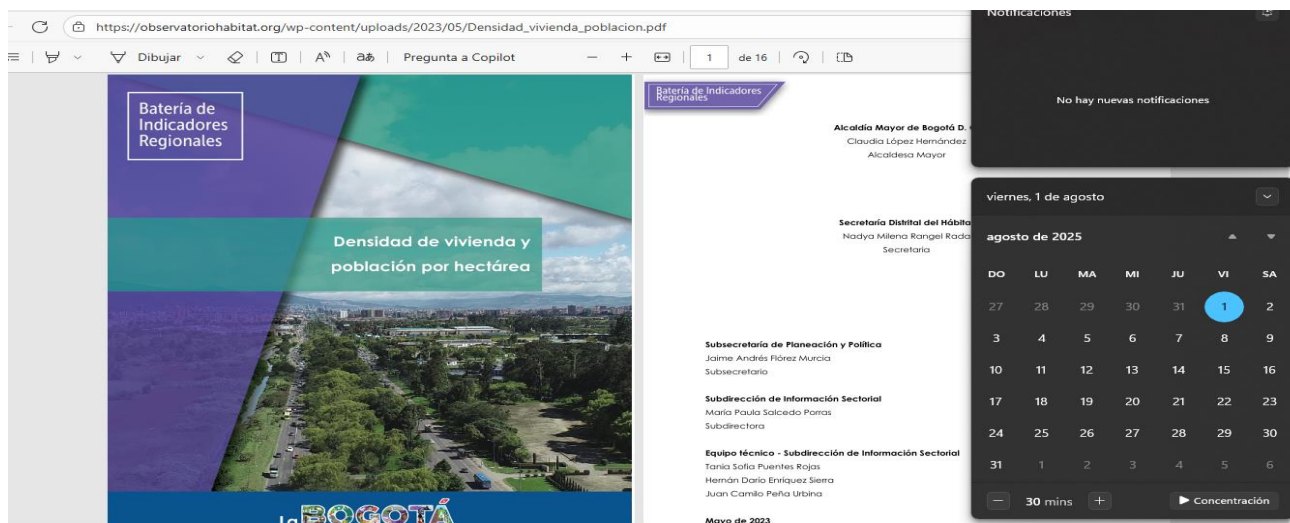 https://observatoriohabitat.org/wp-content/uploads/2023/05/Densidad_vivienda_poblacion.pdf
Dibujar
Pregunta a Copilot
1 de 16
Batería de
Indicadores
Regionales
Densidad de vivienda y
población por hectárea
la BOGOTÁ
Batería de Indicadores
Regionales
Alcaldía Mayor de Bogotá D.
Claudia López Hernández
Alcaldesa Mayor
Secretaría Distrital del Hábita
Nadya Milena Rangel Rada
Secretaria
Subsecretaría de Planeación y Política
Jaime Andrés Flórez Murcia
Subsecretario
Subdirección de Información Sectorial
María Paula Salcedo Porras
Subdirectora
Equipo técnico - Subdirección de Información Sectorial
Tania Sofia Puentes Rojas
Hernán Darío Enríquez Sierra
Juan Camilo Peña Urbina
Mayo de 2023
Notificaciones
No hay nuevas notificaciones
viernes, 1 de agosto
agosto de 2025
DO LU MA MI JU VI SA
27 28 29 30 31 1 2
3 4 5 6 7 8 9
10 11 12 13 14 15 16
17 18 19 20 21 22 23
24 25 26 27 28 29 30
31 1 2 3 4 5 6
30 mins
Concentración